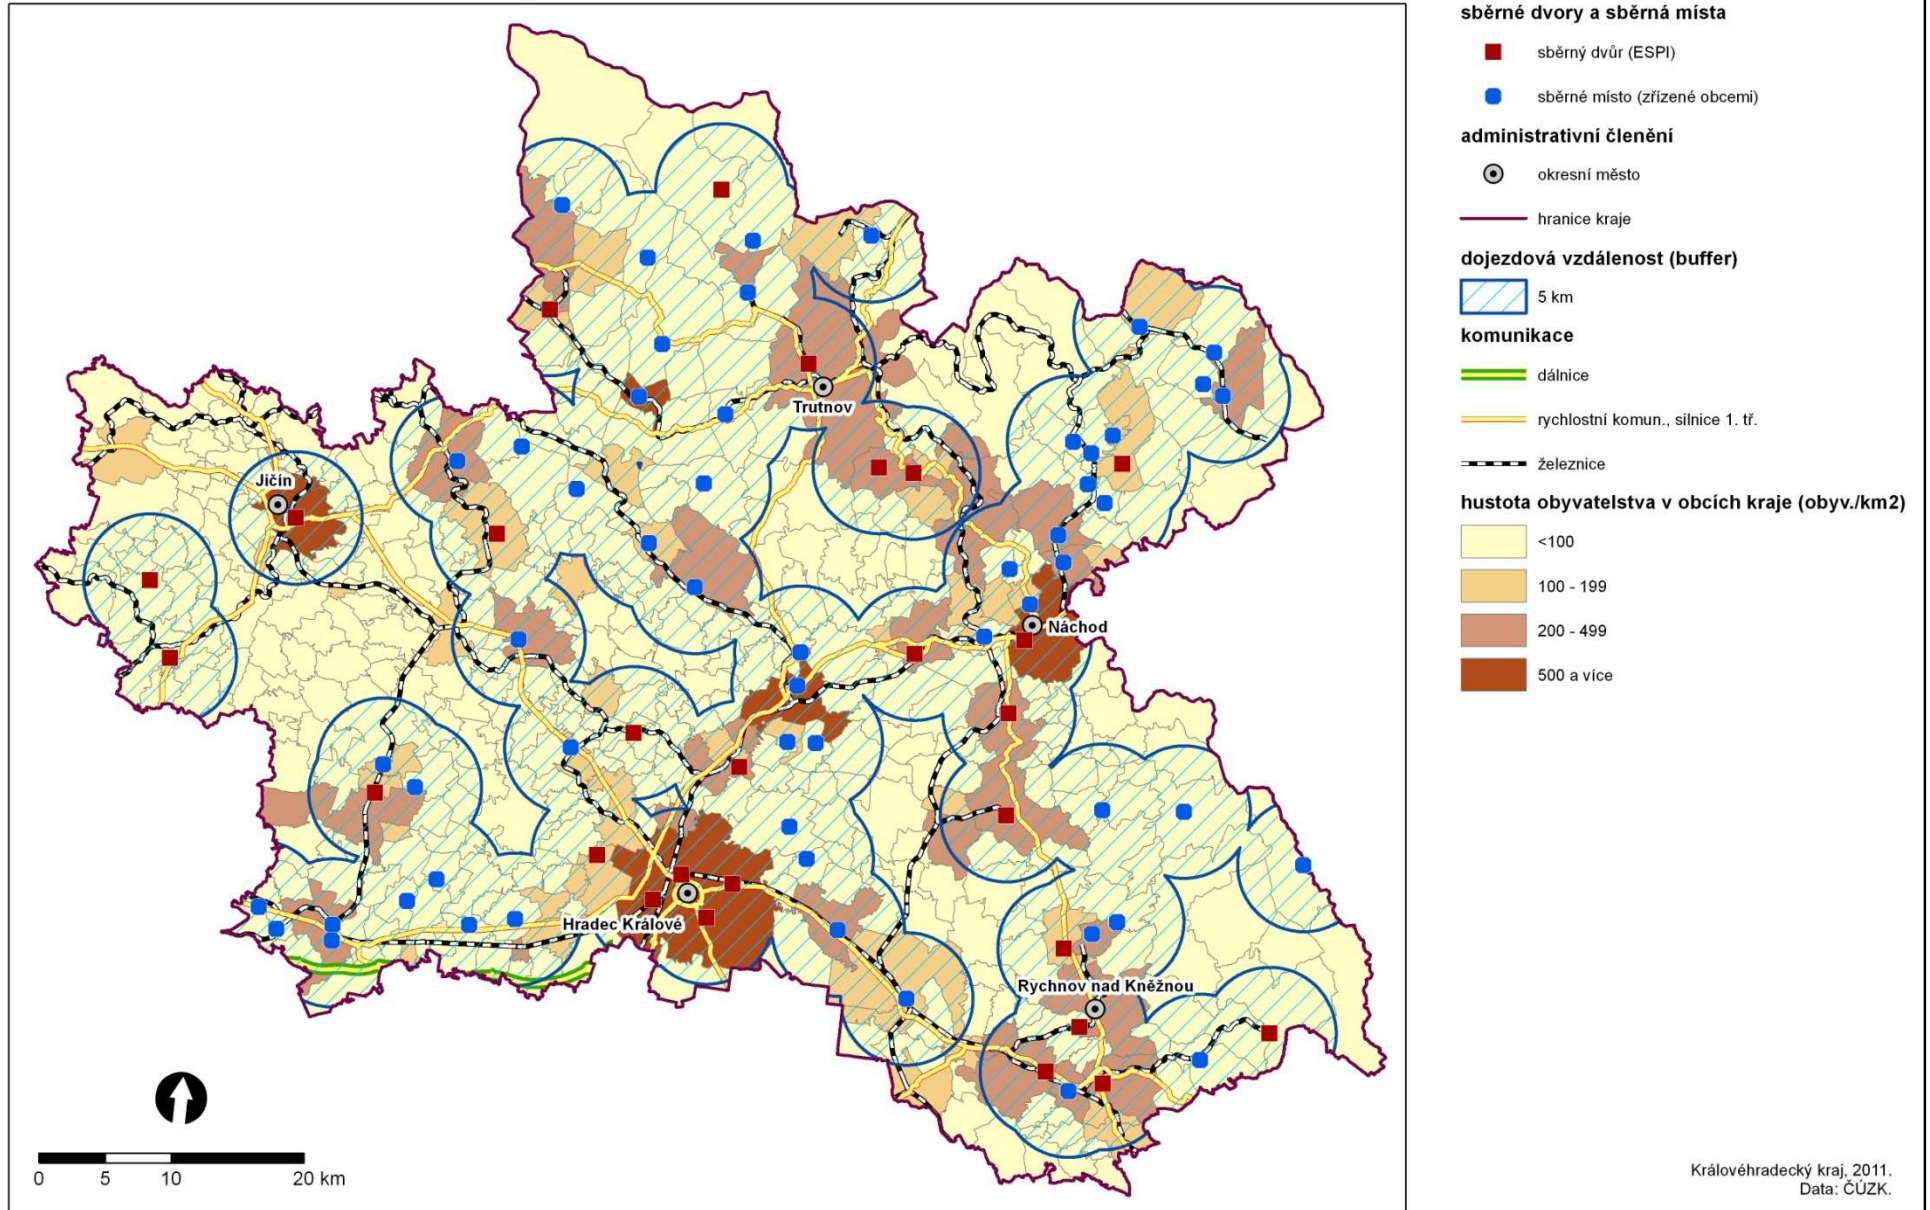 Jičín
Trutnov
Náchod
Hradec Králové
Rychnov nad Kněžnou
0 5 10 20 km
sběrné dvory a sběrná místa
sběrný dvůr (ESPI)
sběrné místo (zřízené obcemi)
administrativní členění
okresní město
hranice kraje
dojezdová vzdálenost (buffer)
5 km
komunikace
dálnice
rychlostní komun., silnice 1. tř.
železnice
hustota obyvatelstva v obcích kraje (obyv./km2)
<100
100 - 199
200 - 499
500 a více
Královéhradecký kraj, 2011.
Data: ČÚZK.